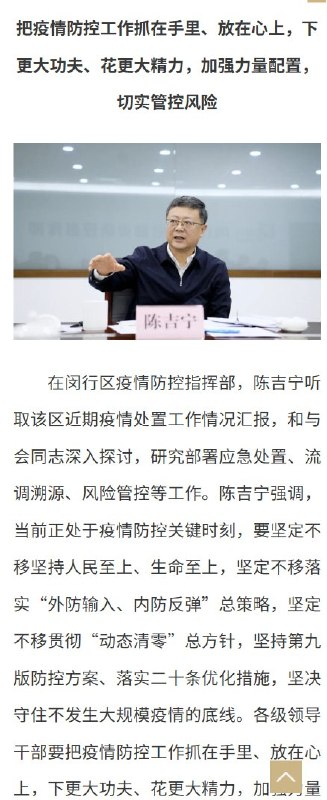 把疫情防控工作抓在手里、放在心上，下
更大功夫、花更大精力，加强力量配置，
切实管控风险
陈吉宁
在闵行区疫情防控指挥部，陈吉宁听
取该区近期疫情处置工作情况汇报，和与
会同志深入探讨，研究部署应急处置、流
调溯源、风险管控等工作。陈吉宁强调，
当前正处于疫情防控关键时刻，要坚定不
移坚持人民至上、生命至上，坚定不移落
实“外防输入、内防反弹”总策略，坚定
不移贯彻“动态清零”总方针，坚持第九
版防控方案、落实二十条优化措施，坚决
守住不发生大规模疫情的底线。各级领导
干部要把疫情防控工作抓在手里、放在心
上，下更大功夫、花更大精力，加强力量